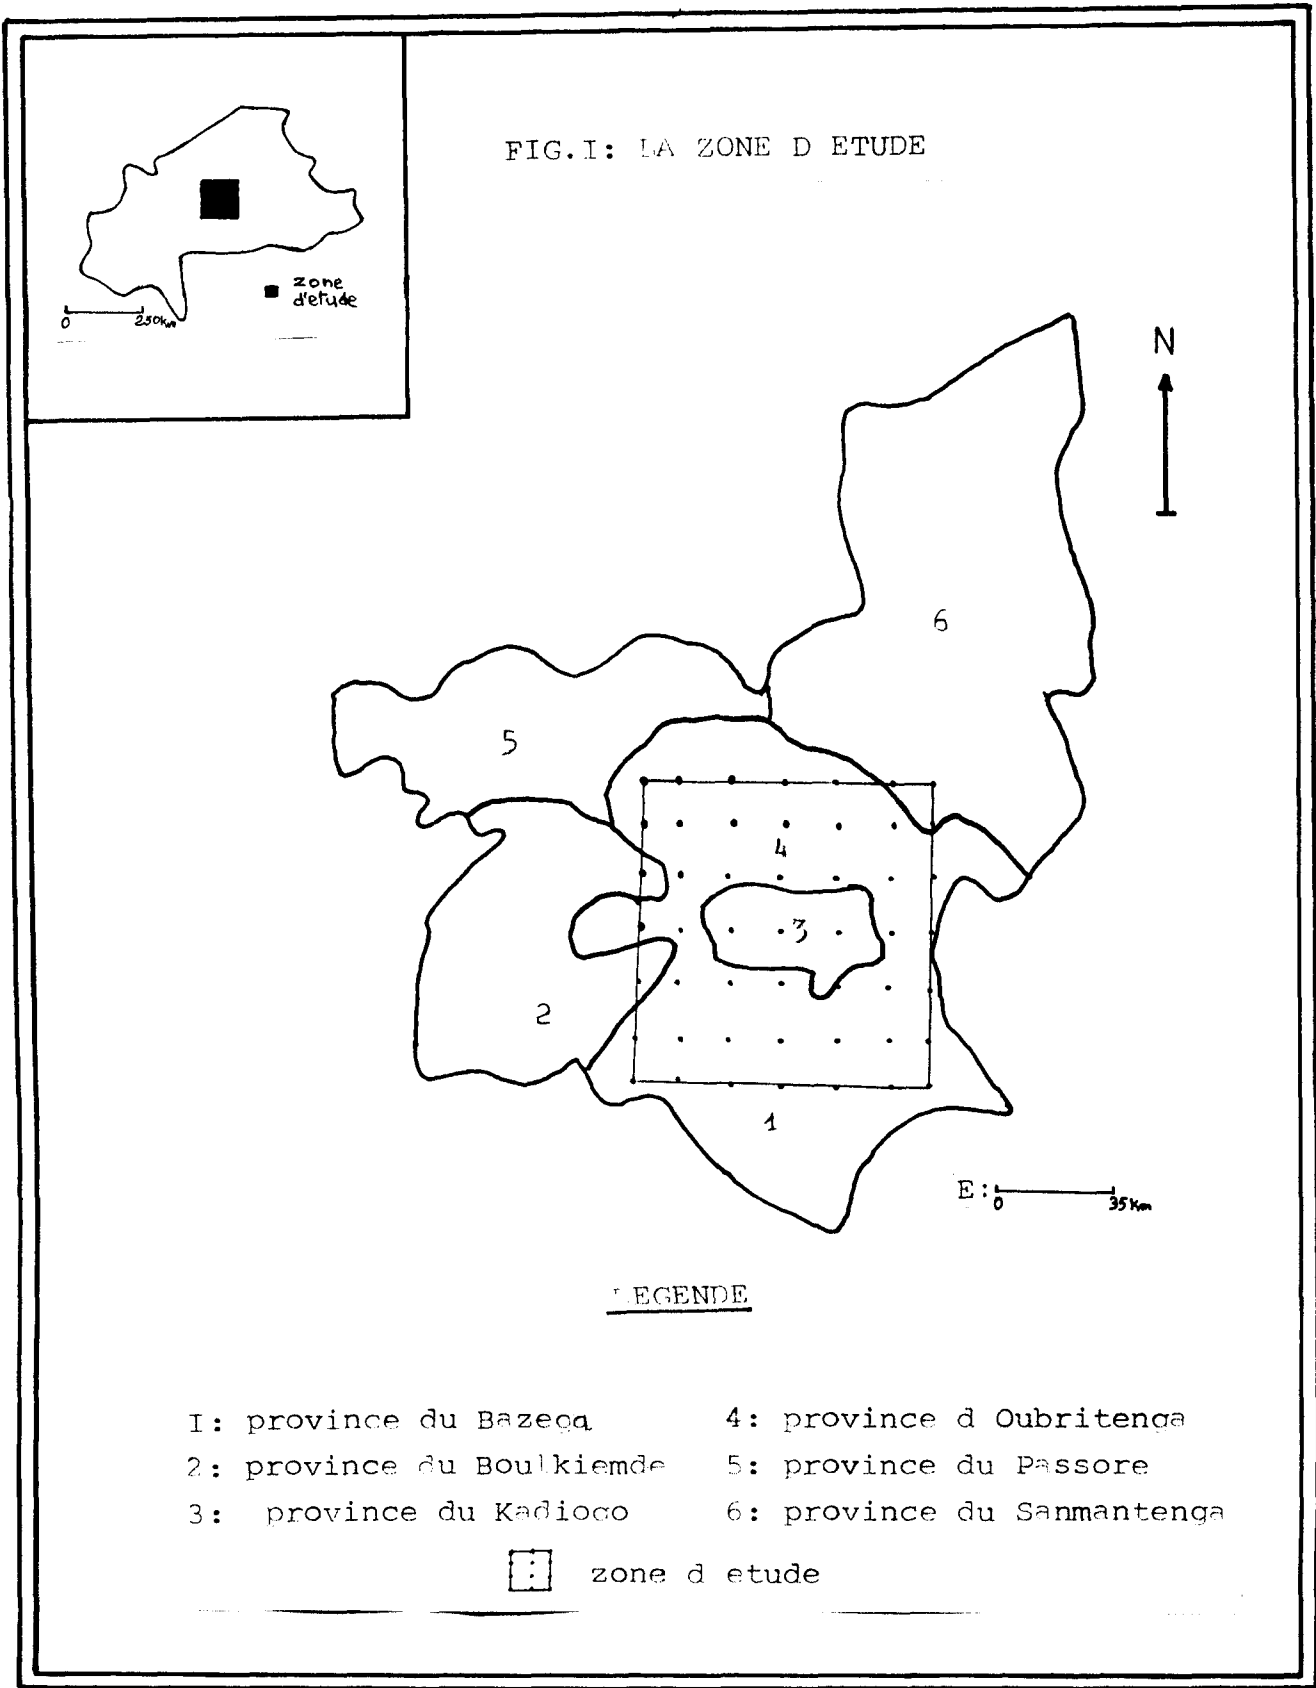 FIG.I: LA ZONE D ETUDE
zone
d'etude
0 250km
N
6
5
4
3
2
1
E: 0 35 km
LEGENDE
I: province du Bazega
2: province du Boulkiemde
3: province du Kadiogo
4: province d Oubritenga
5: province du Passore
6: province du Sanmantenga
zone d etude